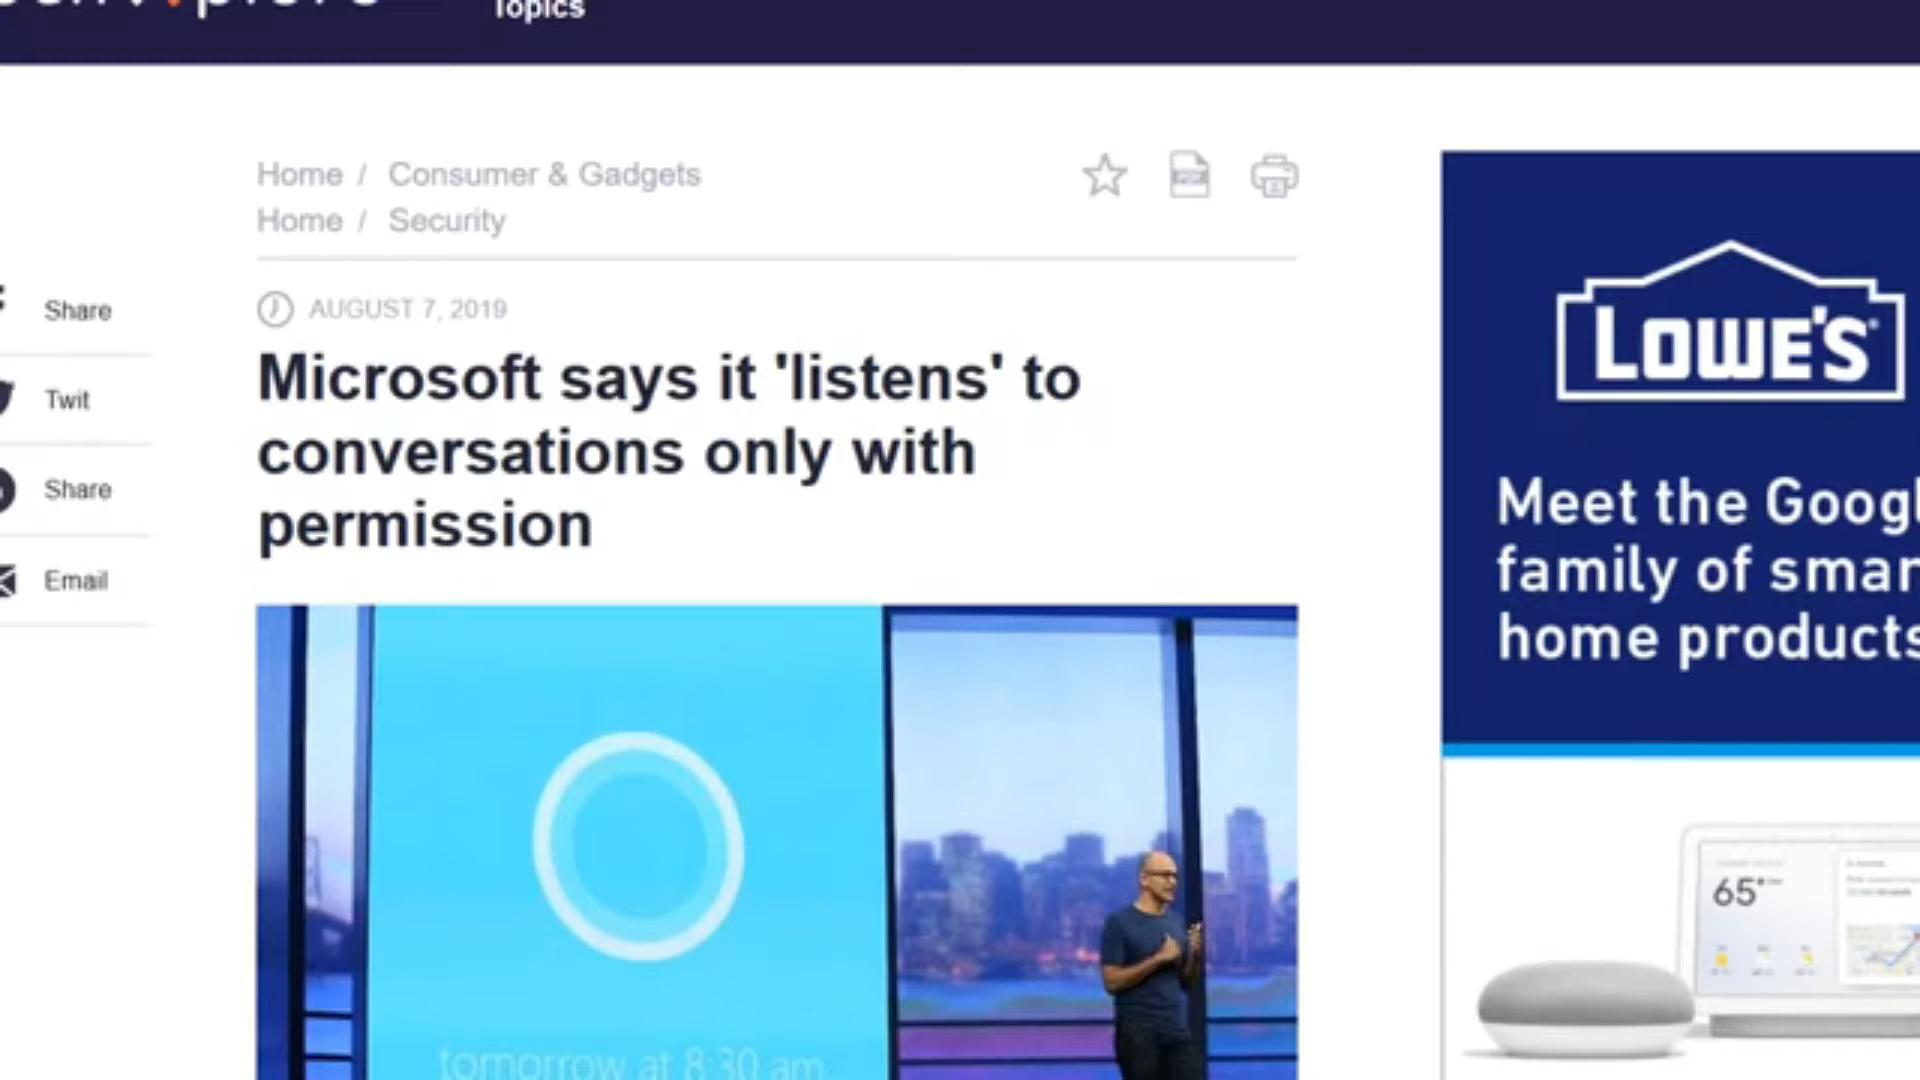 Topics
Home / Consumer & Gadgets
Home / Security
AUGUST 7, 2019
Microsoft says it 'listens' to
conversations only with
permission
Share
Twit
Share
Email
tomorrow at 8:30 am
LOWE'S
Meet the Googl
family of smar
home products
65°